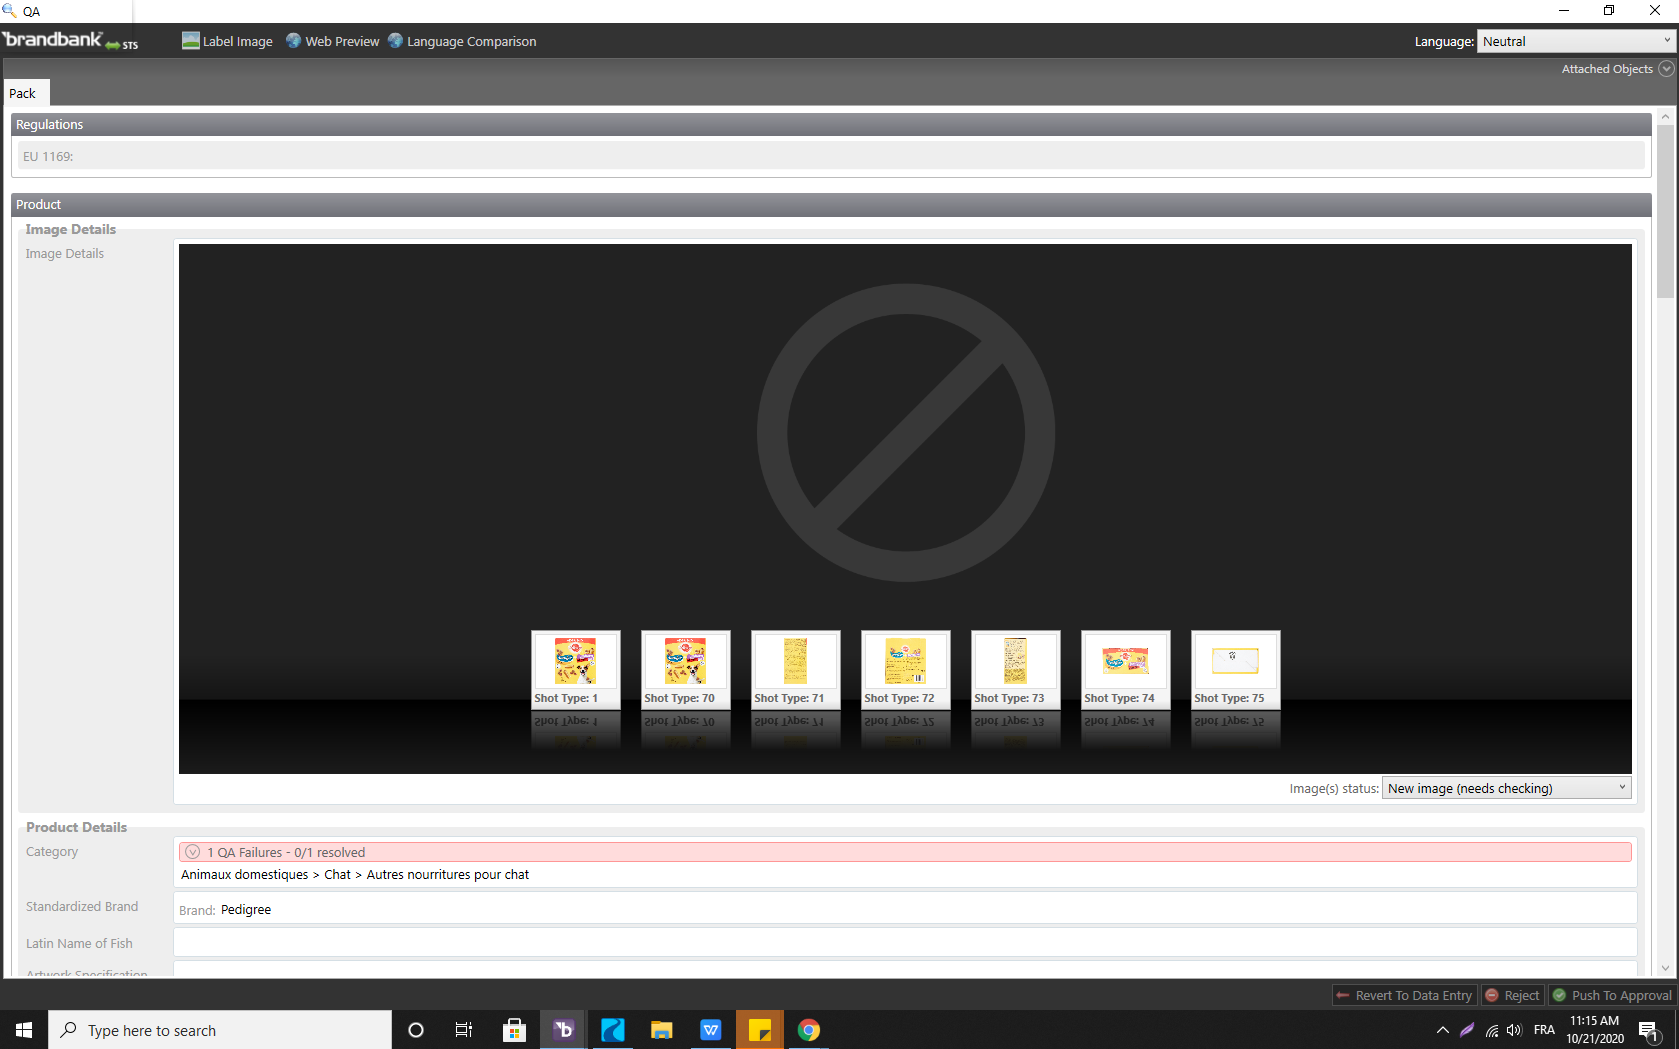 QA
brandbank STS
Label Image
Web Preview
Language Comparison
Language: Neutral
Attached Objects
Pack
Regulations
EU 1169:
Product
Image Details
Image Details
Shot Type: 1
Shot Type: 70
Shot Type: 71
Shot Type: 72
Shot Type: 73
Shot Type: 74
Shot Type: 75
Image(s) status: New image (needs checking)
Product Details
Category
1 QA Failures - 0/1 resolved
Animaux domestiques > Chat > Autres nourritures pour chat
Standardized Brand
Brand: Pedigree
Latin Name of Fish
Artwork Specification
Revert To Data Entry
Reject
Push To Approval
Type here to search
FRA
11:15 AM
10/21/2020
1